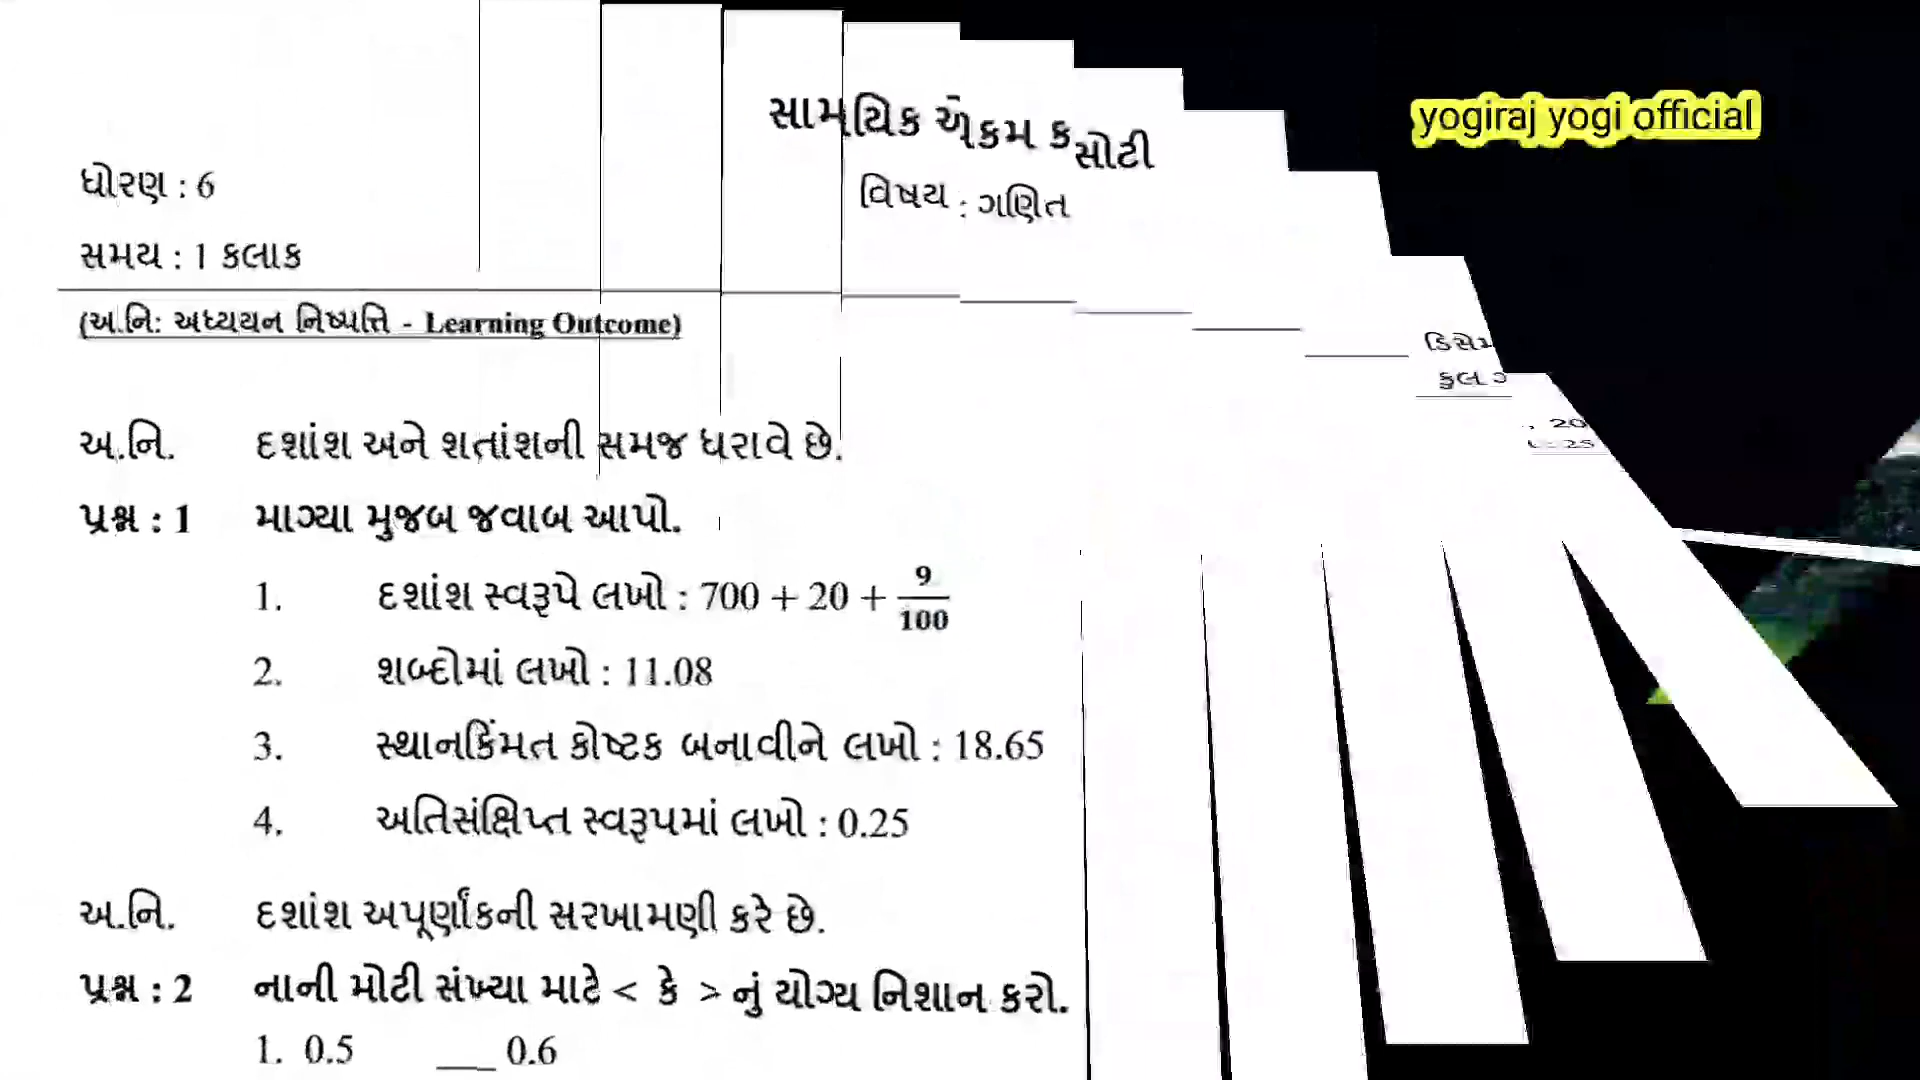 yogiraj yogi official
સામયિક એકમ કસોટી
ધોરણ : 6
વિષય : ગણિત
સમય : 1 કલાક
(અ.નિ: અધ્યયન નિષ્પત્તિ - Learning Outcome)
, 20
: 25
અ.નિ. દશાંશ અને શતાંશની સમજ ધરાવે છે.
પ્રશ્ન : 1 માગ્યા મુજબ જવાબ આપો.
1. દશાંશ સ્વરૂપે લખો : 700 + 20 + 9/100
2. શબ્દોમાં લખો : 11.08
3. સ્થાનકિંમત કોષ્ટક બનાવીને લખો : 18.65
4. અતિસંક્ષિપ્ત સ્વરૂપમાં લખો : 0.25
અ.નિ. દશાંશ અપૂર્ણાંકની સરખામણી કરે છે.
પ્રશ્ન : 2 નાની મોટી સંખ્યા માટે < કે > નું યોગ્ય નિશાન કરો.
1. 0.5 ___ 0.6